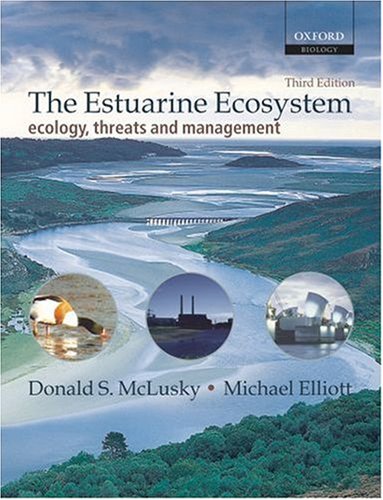 OXFORD
BIOLOGY
Third Edition
The Estuarine Ecosystem
ecology, threats and management
Donald S. McLusky • Michael Elliott